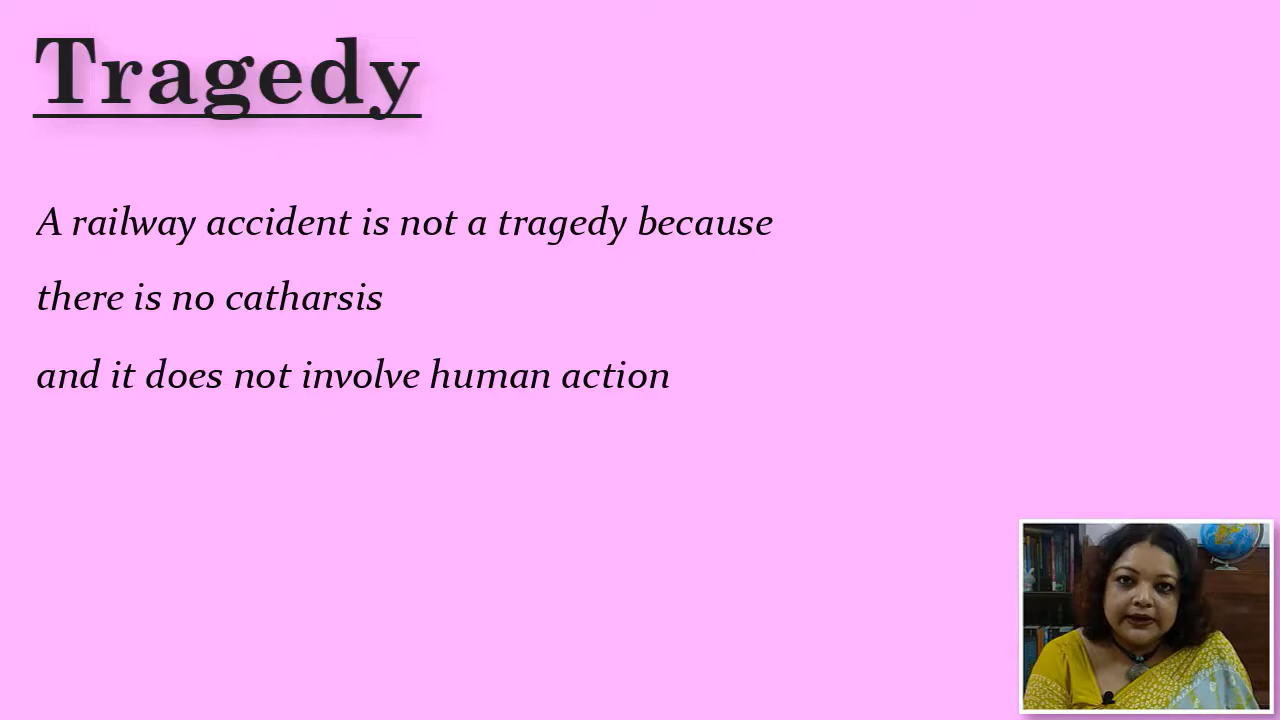 Tragedy
A railway accident is not a tragedy because
there is no catharsis
and it does not involve human action